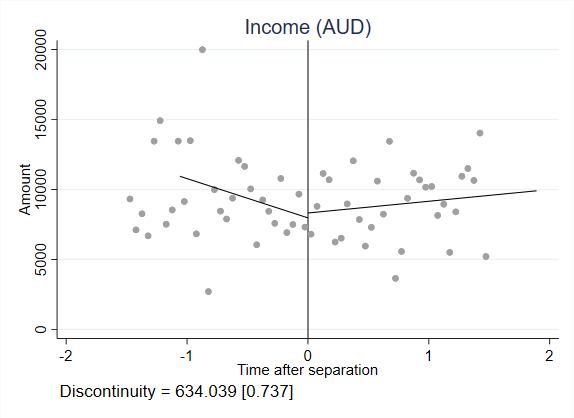 Income (AUD)
Amount
20000
15000
10000
5000
0
-2 -1 0 1 2
Time after separation
Discontinuity = 634.039 [0.737]